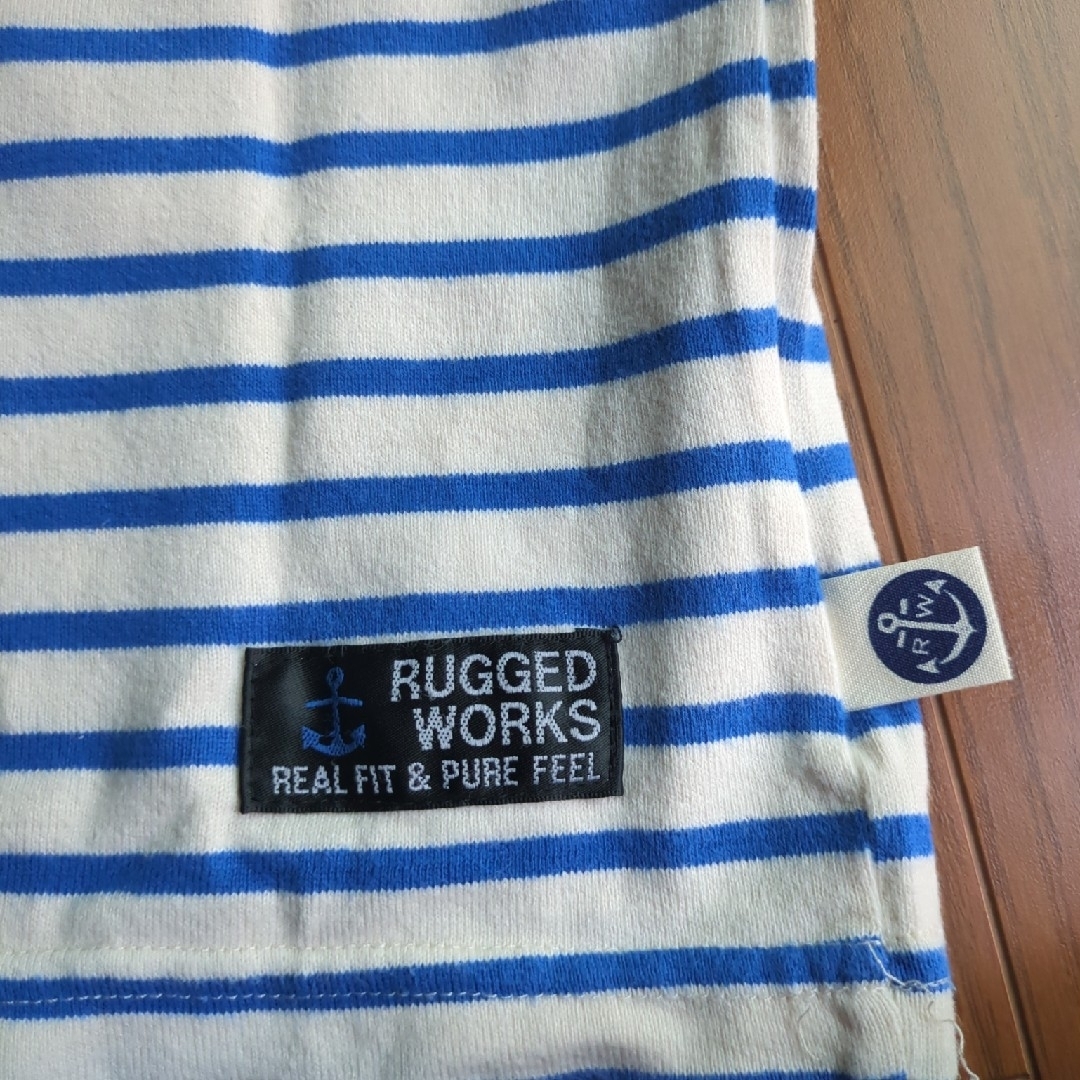 RUGGED
WORKS
REAL FIT & PURE FEEL
R W